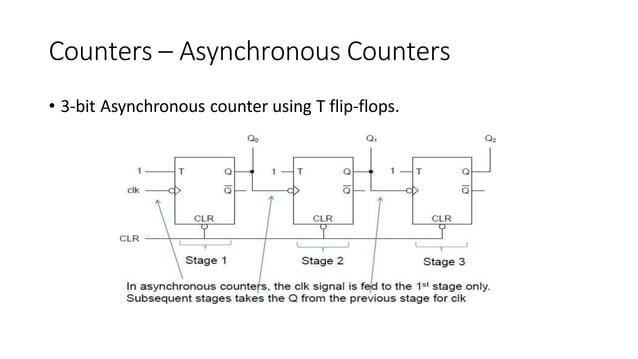 Counters – Asynchronous Counters
• 3-bit Asynchronous counter using T flip-flops.
Q0 Q1 Q2
1 T Q 1 T Q 1 T Q
clk Q Q Q
CLR CLR CLR
CLR
Stage 1 Stage 2 Stage 3
In asynchronous counters, the clk signal is fed to the 1st stage only.
Subsequent stages takes the Q from the previous stage for clk